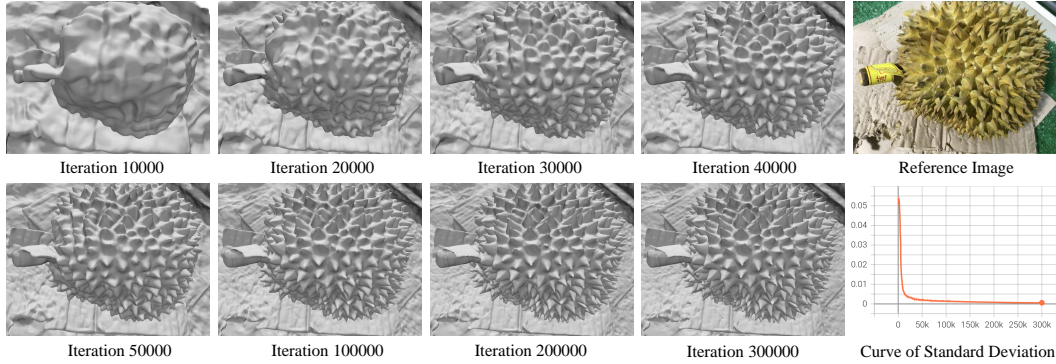 Iteration 10000
Iteration 20000
Iteration 30000
Iteration 40000
Reference Image
0.05
0.04
0.03
0.02
0.01
0
0
50k
100k
150k
200k
250k
300k
Iteration 50000
Iteration 100000
Iteration 200000
Iteration 300000
Curve of Standard Deviation